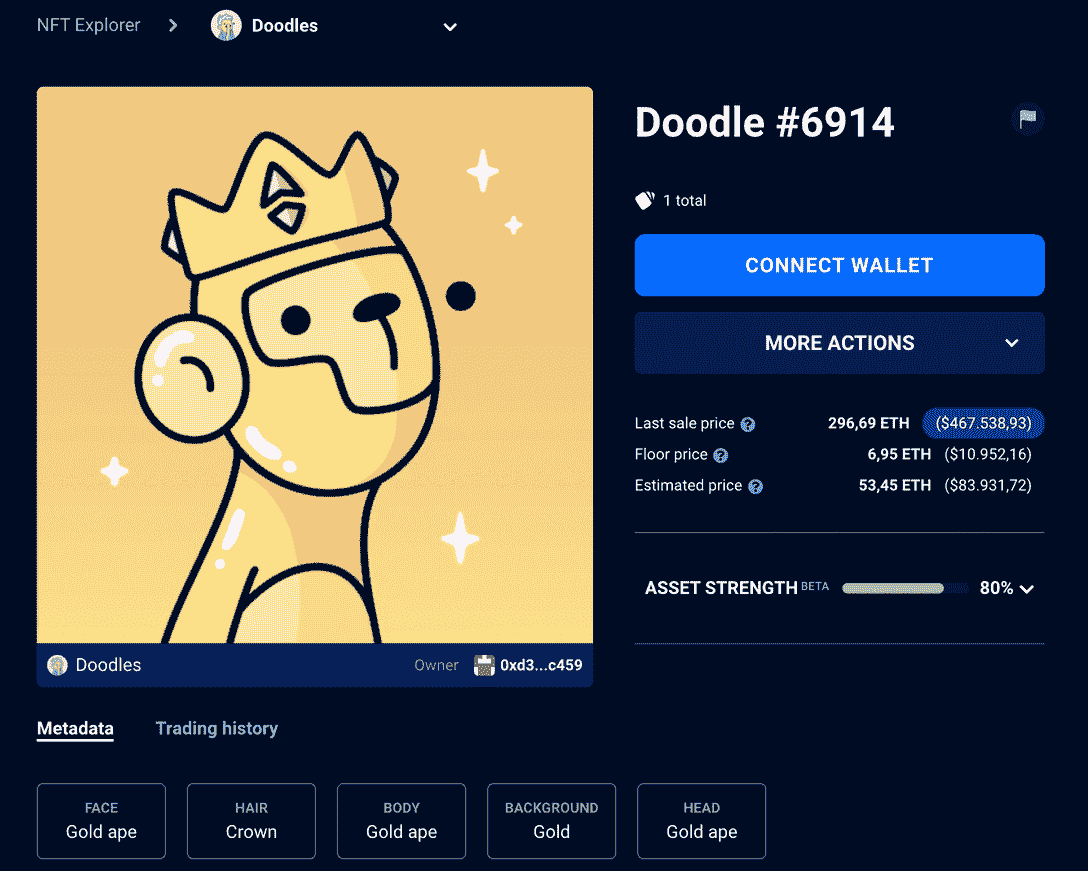 NFT Explorer > Doodles
Doodle #6914
1 total
CONNECT WALLET
MORE ACTIONS
Last sale price 296,69 ETH ($467.538,93)
Floor price 6,95 ETH ($10.952,16)
Estimated price 53,45 ETH ($83.931,72)
ASSET STRENGTH BETA 80%
Doodles Owner 0xd3...c459
Metadata Trading history
FACE HAIR BODY BACKGROUND HEAD
Gold ape Crown Gold ape Gold Gold ape